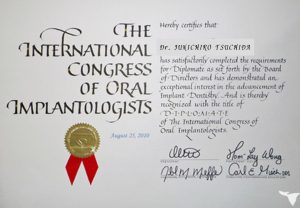 THE
INTERNATIONAL
CONGRESS
OF ORAL
IMPLANTOLOGISTS
August 25, 2010
Hereby certifies that
Dr. YUKICHIRO TSUCHIDA
has satisfactorily completed the requirements
for Diplomate as set forth by the Board
of Directors and has demonstrated an
exceptional interest in the advancement of
Implant Dentistry. And is thereby
recognized with the title of
DIPLOMATE
of The International Congress of
Oral Implantologists.